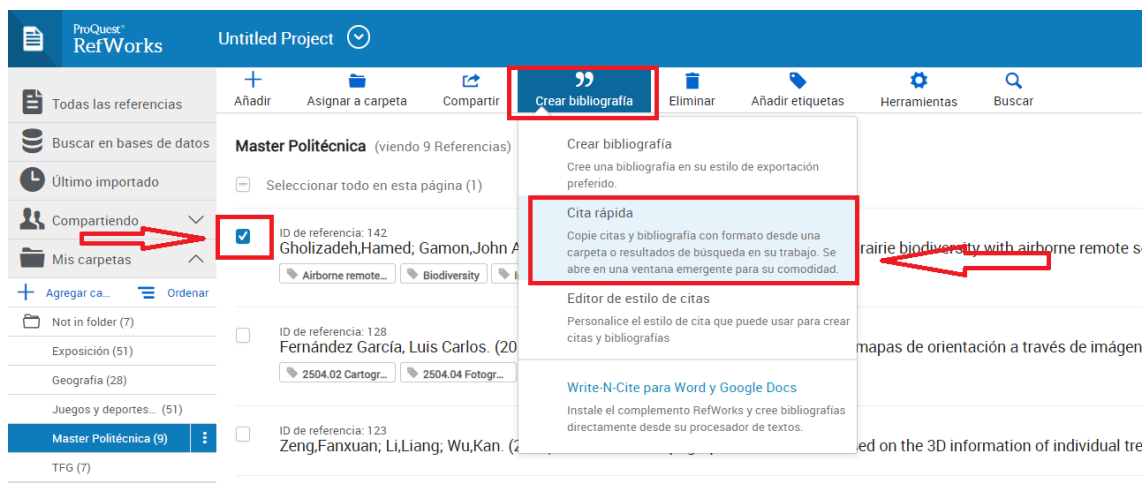 ProQuest
RefWorks
Untitled Project
Todas las referencias
Buscar en bases de datos
Último importado
Compartiendo
Mis carpetas
Agregar ca...
Ordenar
Not in folder (7)
Exposición (51)
Geografía (28)
Juegos y deportes... (51)
Master Politécnica (9)
TFG (7)
Añadir
Asignar a carpeta
Compartir
Crear bibliografía
Eliminar
Añadir etiquetas
Herramientas
Buscar
Master Politécnica (viendo 9 Referencias)
Seleccionar todo en esta página (1)
Crear bibliografía
Cree una bibliografía en su estilo de exportación
preferido.
Cita rápida
Copie citas y bibliografía con formato desde una
carpeta o resultados de búsqueda en su trabajo. Se
abre en una ventana emergente para su comodidad.
Editor de estilo de citas
Personalice el estilo de cita que puede usar para crear
citas y bibliografías
Write-N-Cite para Word y Google Docs
Instale el complemento RefWorks y cree bibliografías
directamente desde su procesador de textos.
ID de referencia: 142
Gholizadeh,Hamed; Gamon,John A rairie biodiversity with airborne remote se
Airborne remote... Biodiversity
ID de referencia: 128
Fernández García, Luis Carlos. (20 mapas de orientación a través de imágen
2504.02 Cartogr... 2504.04 Fotogr...
ID de referencia: 123
Zeng,Fanxuan; Li,Liang; Wu,Kan. (2 ed on the 3D information of individual tre